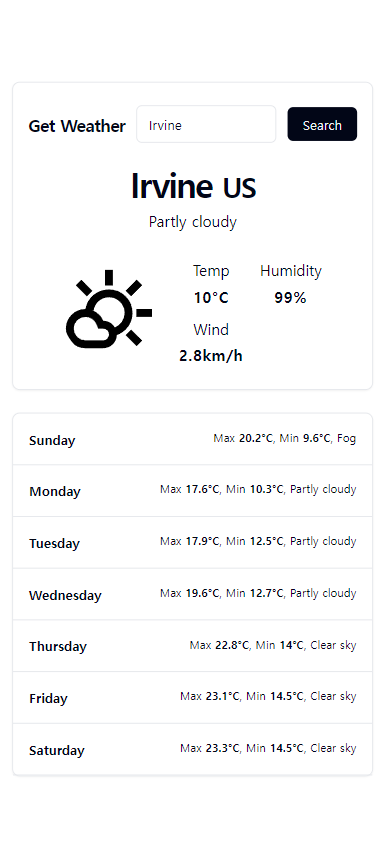 Get Weather Irvine Search
Irvine US
Partly cloudy
Temp Humidity
10°C 99%
Wind
2.8km/h
Sunday Max 20.2°C, Min 9.6°C, Fog
Monday Max 17.6°C, Min 10.3°C, Partly cloudy
Tuesday Max 17.9°C, Min 12.5°C, Partly cloudy
Wednesday Max 19.6°C, Min 12.7°C, Partly cloudy
Thursday Max 22.8°C, Min 14°C, Clear sky
Friday Max 23.1°C, Min 14.5°C, Clear sky
Saturday Max 23.3°C, Min 14.5°C, Clear sky